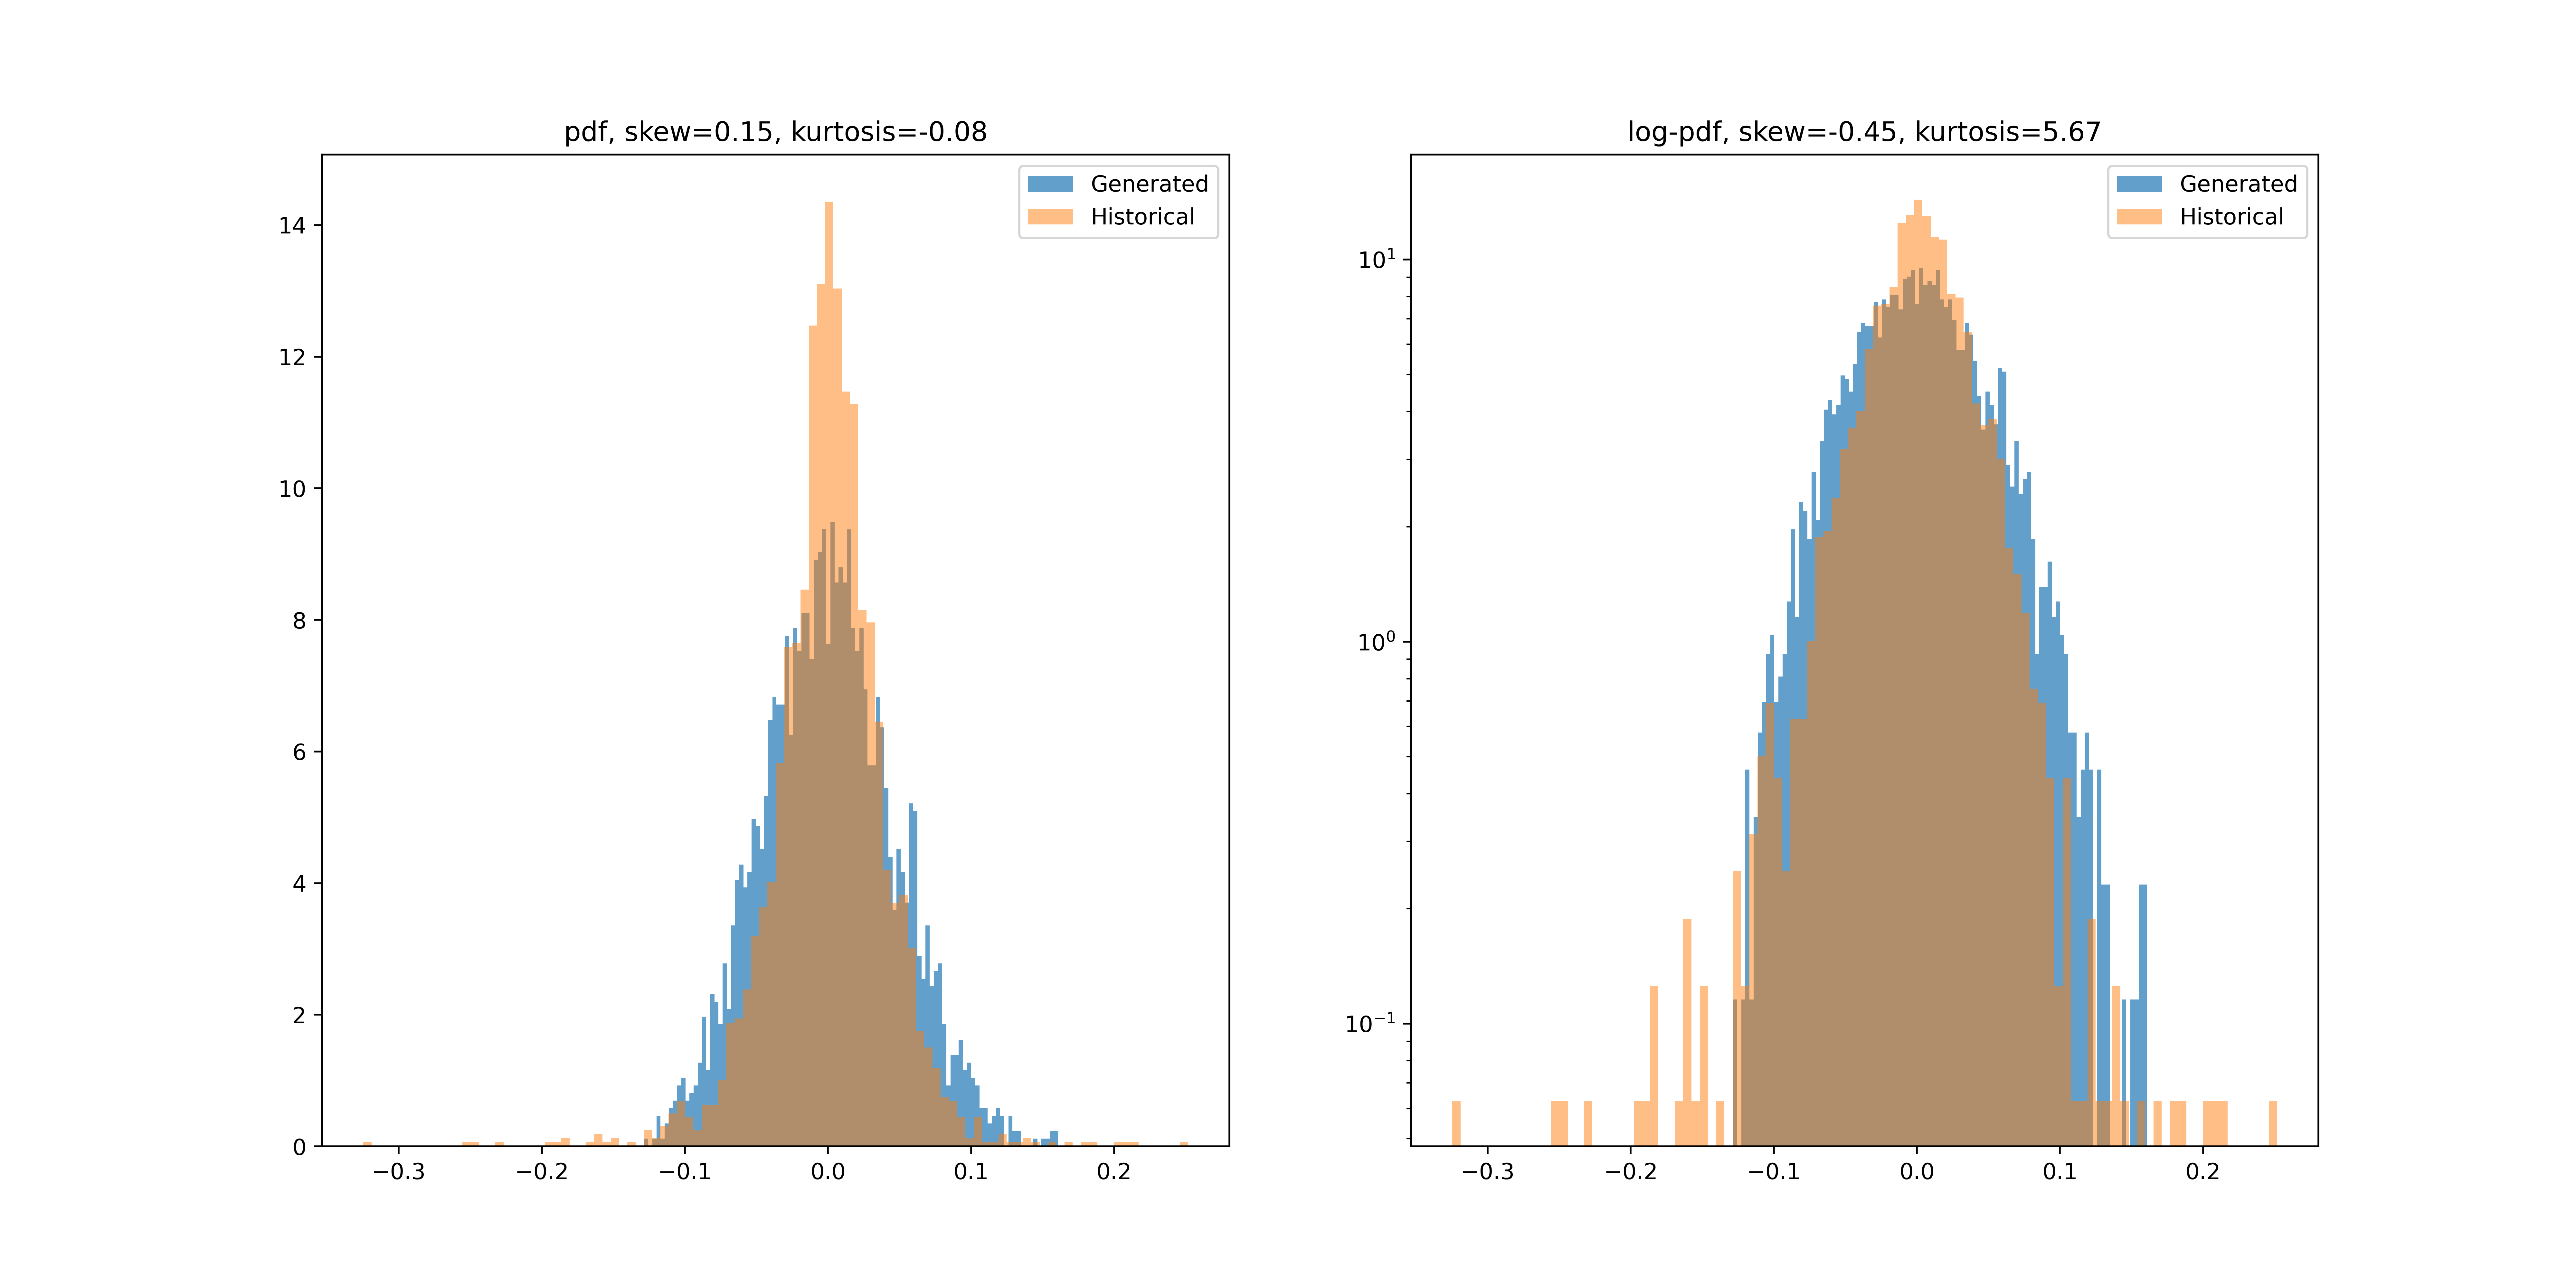 pdf, skew=0.15, kurtosis=-0.08
Generated
Historical
14
12
10
8
6
4
2
0
−0.3 −0.2 −0.1 0.0 0.1 0.2
log-pdf, skew=-0.45, kurtosis=5.67
Generated
Historical
10¹
10⁰
10⁻¹
−0.3 −0.2 −0.1 0.0 0.1 0.2